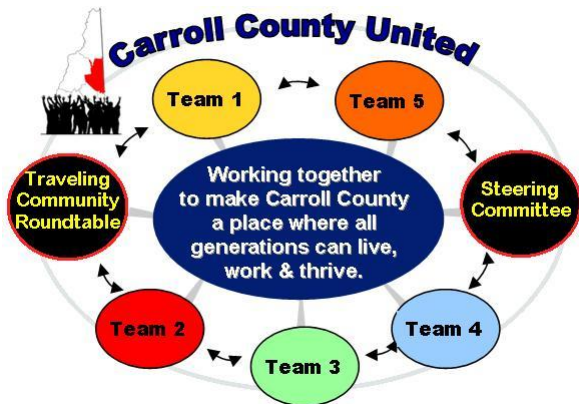 Carroll County United
Team 1
Team 5
Traveling
Community
Roundtable
Working together
to make Carroll County
a place where all
generations can live,
work & thrive.
Steering
Committee
Team 2
Team 3
Team 4